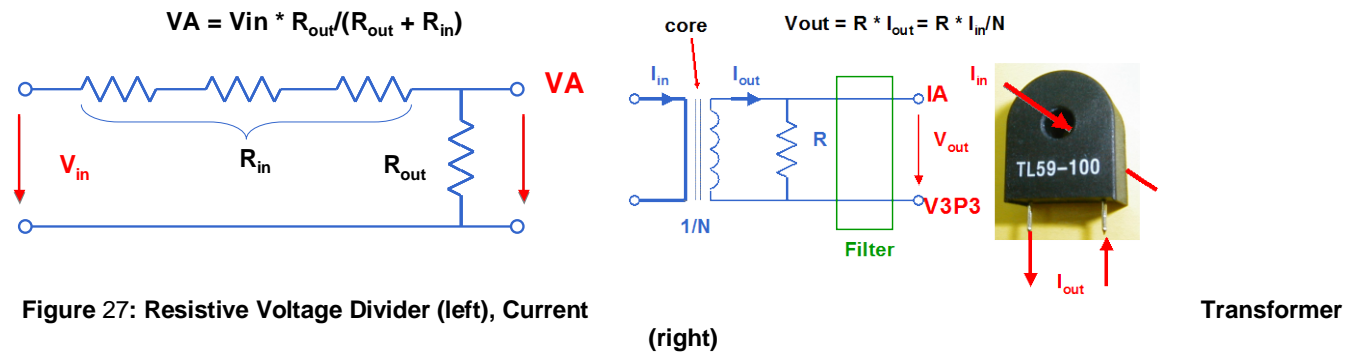 VA = Vin * Rout/(Rout + Rin)
VA
Vin
Rin
Rout
core
Vout = R * Iout = R * Iin/N
Iin
Iout
R
IA
Vout
V3P3
1/N
Filter
Iin
TL59-100
Iout
Figure 27: Resistive Voltage Divider (left), Current Transformer
(right)